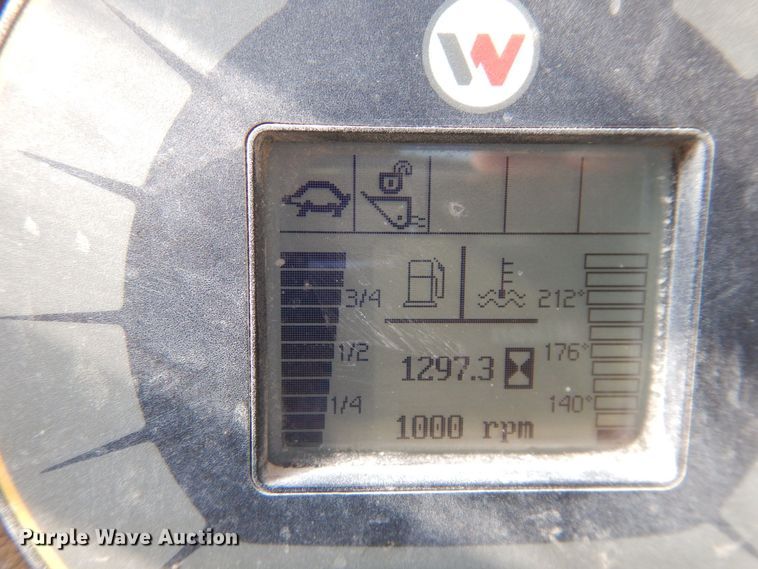 W
3/4 212°
1/2 176°
1297.3
1/4 140°
1000 rpm
Purple Wave Auction